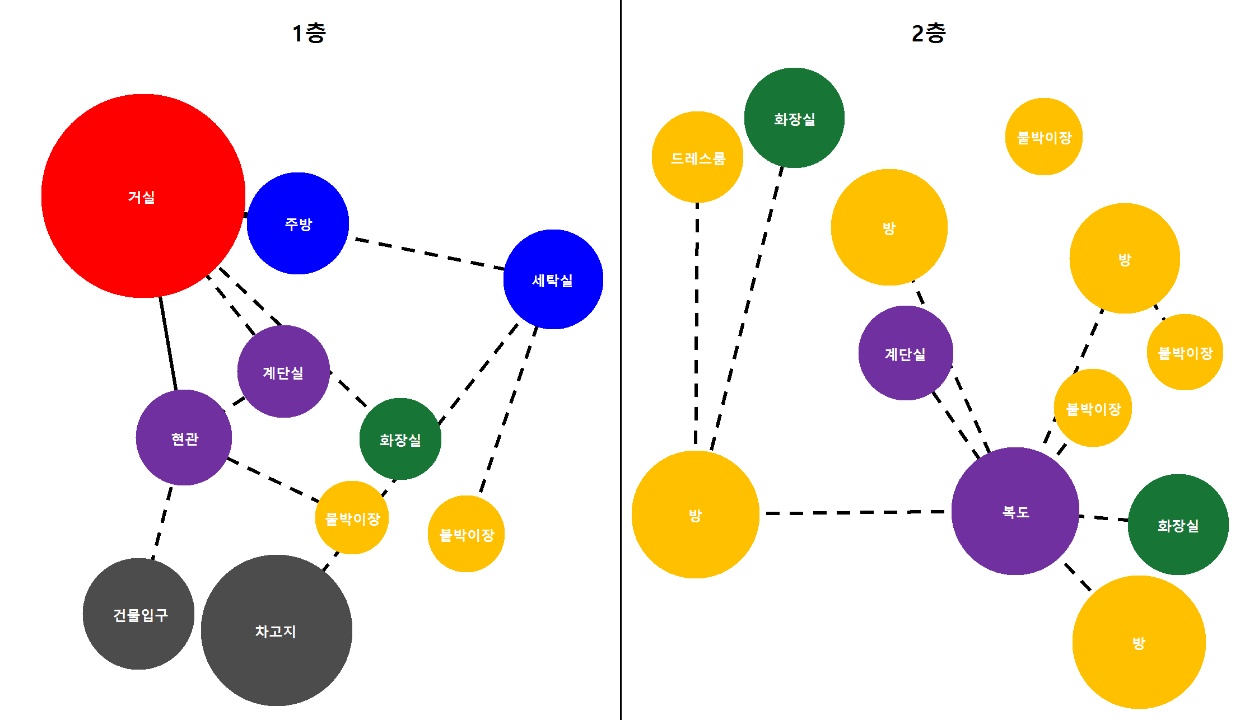 1층
거실
주방
세탁실
계단실
현관
화장실
붙박이장
붙박이장
건물입구
차고지
2층
드레스룸
화장실
붙박이장
방
방
계단실
붙박이장
붙박이장
방
복도
화장실
방